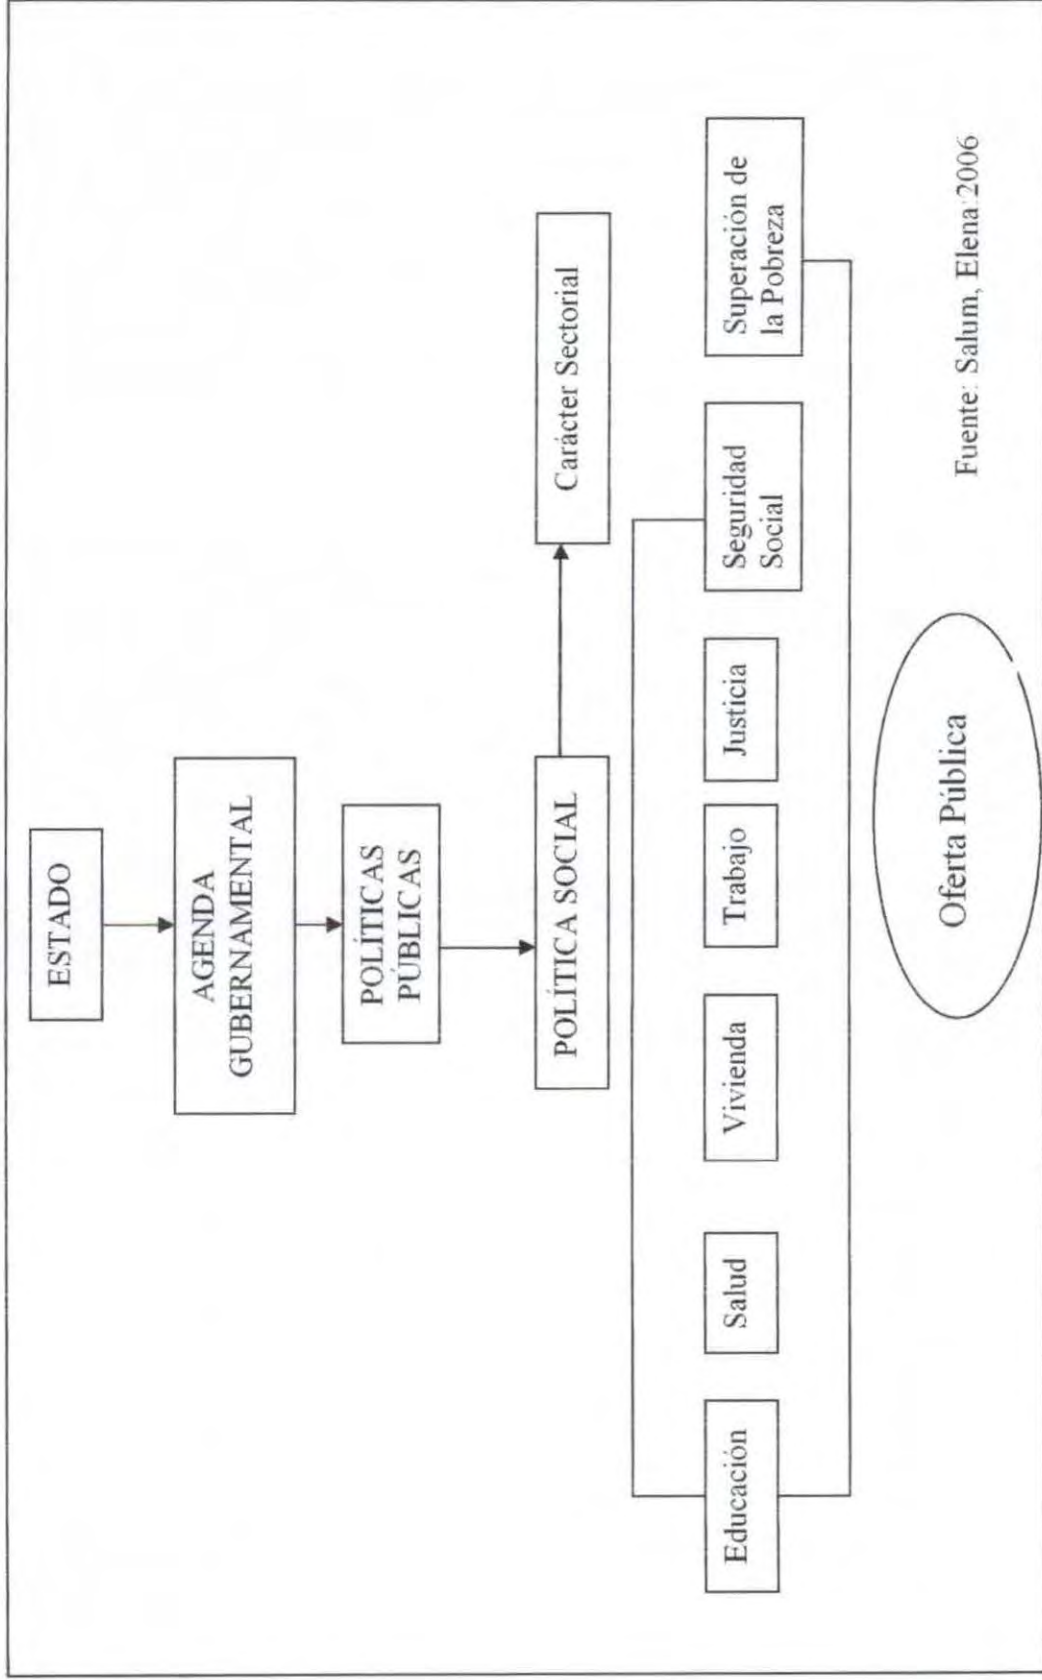 ESTADO
AGENDA
GUBERNAMENTAL
POLÍTICAS
PÚBLICAS
POLÍTICA SOCIAL
Carácter Sectorial
Educación
Salud
Vivienda
Trabajo
Justicia
Seguridad
Social
Superación de
la Pobreza
Oferta Pública
Fuente: Salum, Elena:2006